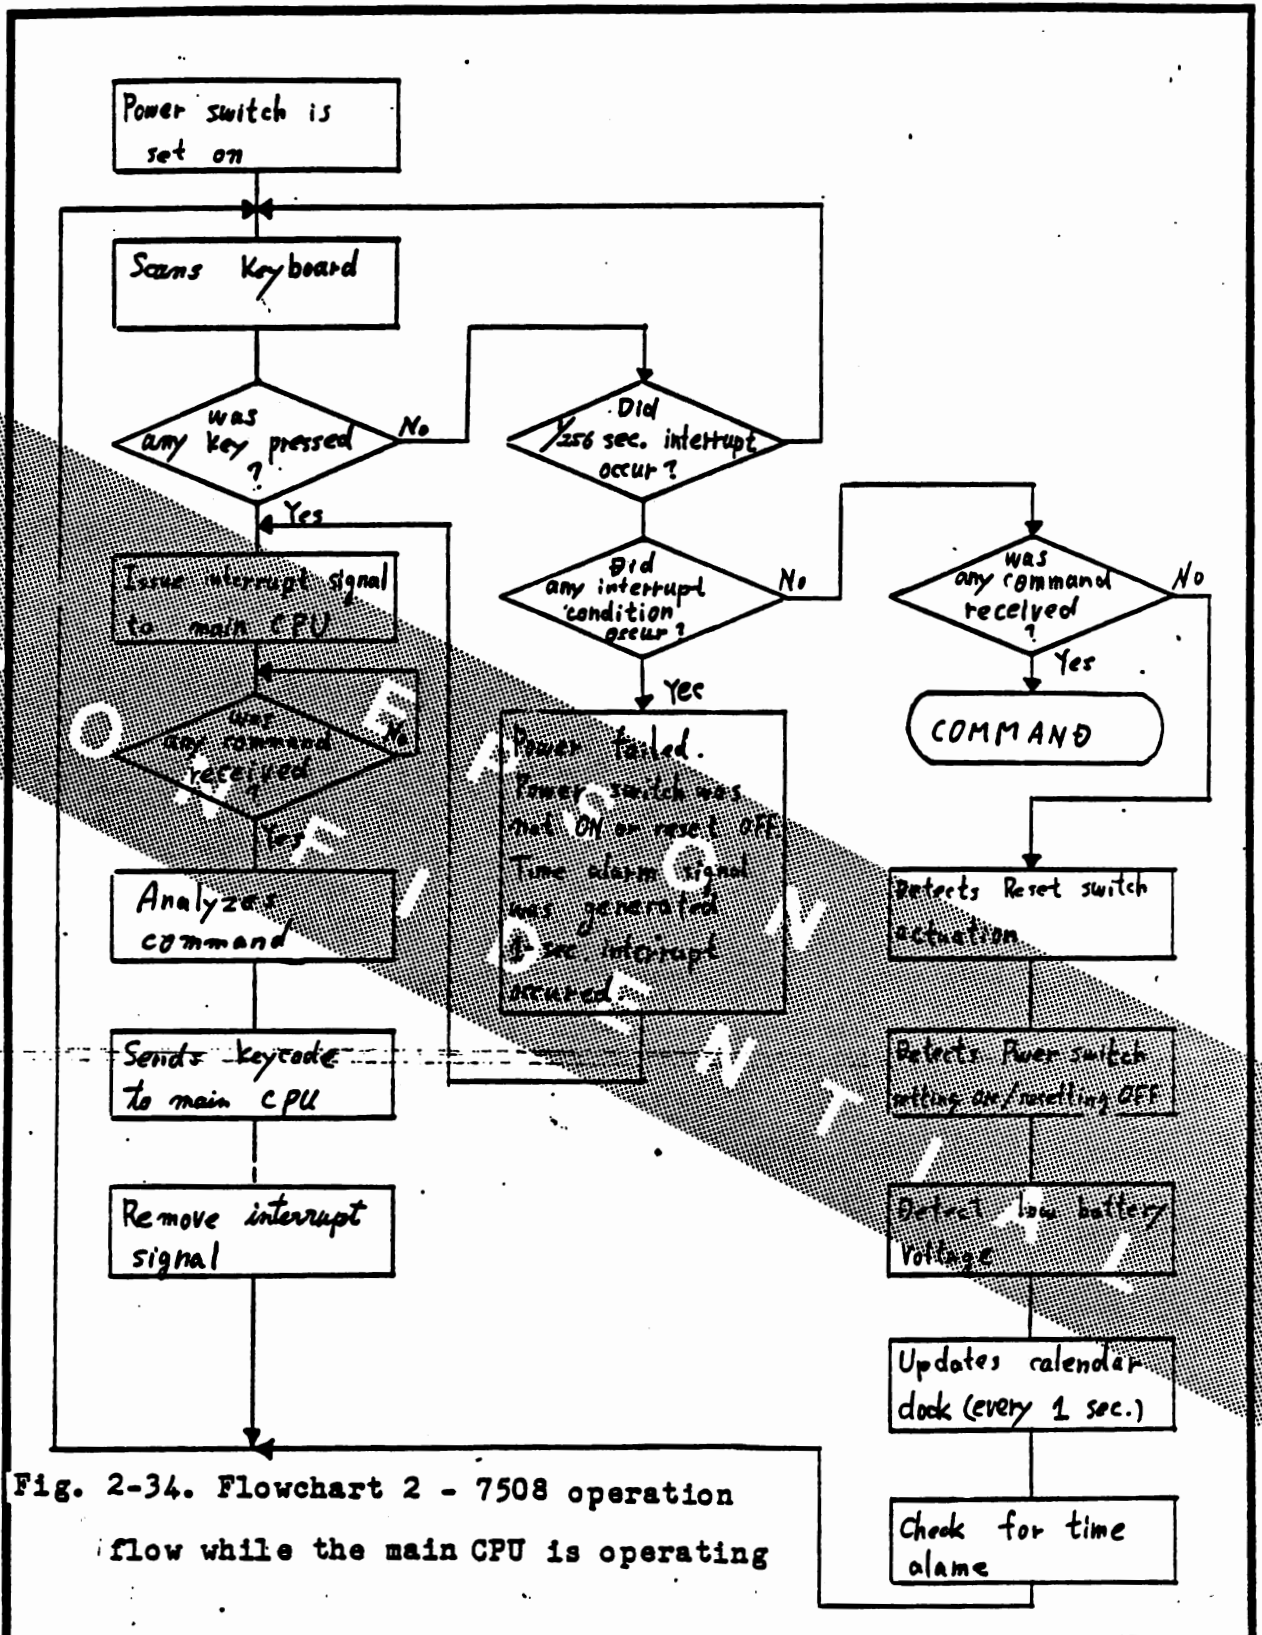 Power switch is
set on
Scans Keyboard
was
any key pressed
?
No
Yes
Did
1/256 sec. interrupt
occur?
Did
any interrupt
condition
occur?
No
Yes
was
any command
received
?
No
Yes
COMMAND
Issue interrupt signal
to main CPU
was
any command
received
?
No
Yes
Analyzes
command
Sends keycode
to main CPU
Remove interrupt
signal
Power failed.
Power switch was
not ON or reset OFF.
Time alarm signal
was generated
1-sec. interrupt
occured.
Detects Reset switch
actuation
Detects Pwer switch
setting on/resetting OFF
Detect low battery
voltage
Updates calendar
clock (every 1 sec.)
Check for time
alame
EPSON
CONFIDENTIAL
Fig. 2-34. Flowchart 2 - 7508 operation
flow while the main CPU is operating